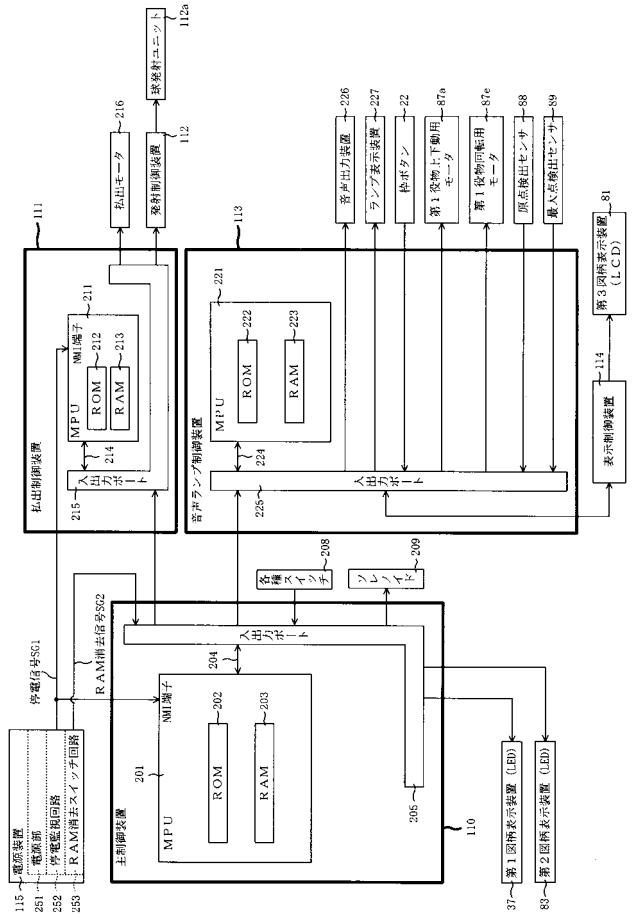 115
電源装置
251
電源部
252
停電監視回路
253
RAM消去スイッチ回路
停電信号SG1
RAM消去信号SG2
主制御装置
110
201
MPU
NMI端子
ROM
202
RAM
203
204
入出力ポート
205
各種スイッチ
208
ソレノイド
209
37
第1図柄表示装置(LED)
83
第2図柄表示装置(LED)
払出制御装置
111
MPU
NMI端子
211
ROM
212
RAM
213
214
215
入出力ポート
払出モータ
216
発射制御装置
112
球発射ユニット
112a
音声ランプ制御装置
113
MPU
221
ROM
222
RAM
223
224
225
入出力ポート
音声出力装置
226
ランプ表示装置
227
枠ボタン
22
第1役物上下動用
モータ
87a
第1役物回転用
モータ
87e
原点検出センサ
88
最大点検出センサ
89
表示制御装置
114
第3図柄表示装置
(LCD)
81